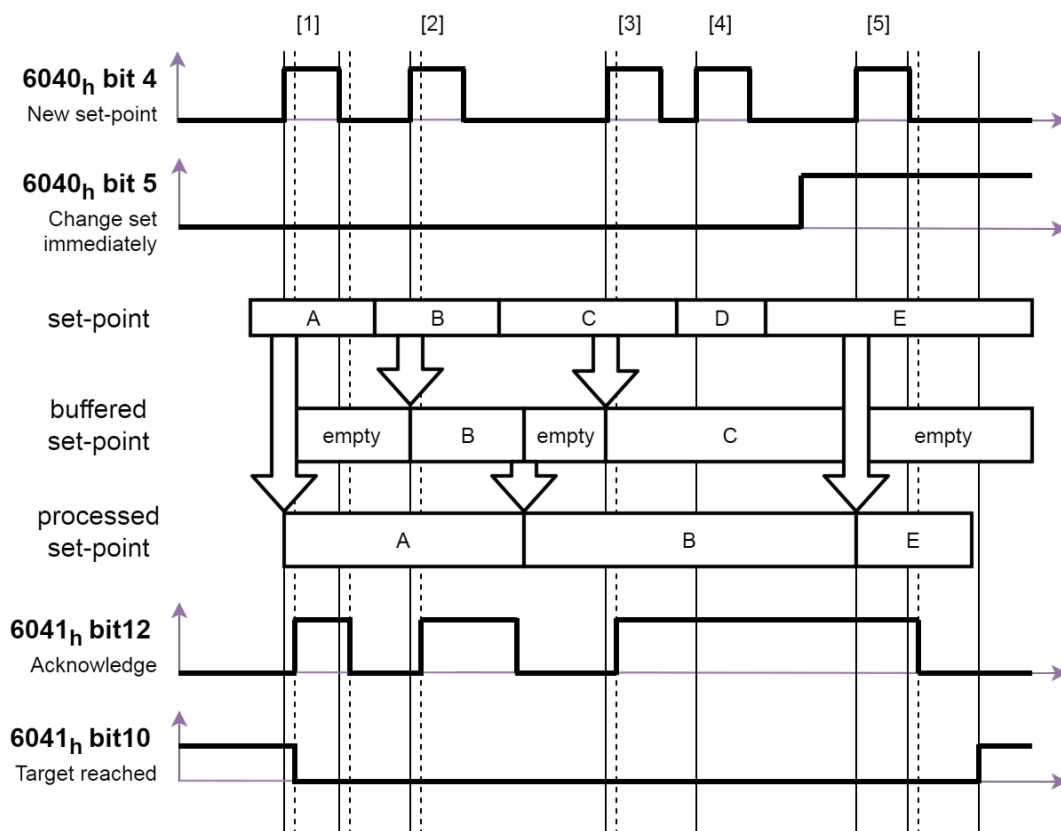 [1] [2] [3] [4] [5]
6040h bit 4
New set-point
6040h bit 5
Change set
immediately
set-point
A B C D E
buffered
set-point
empty B empty C empty
processed
set-point
A B E
6041h bit12
Acknowledge
6041h bit10
Target reached